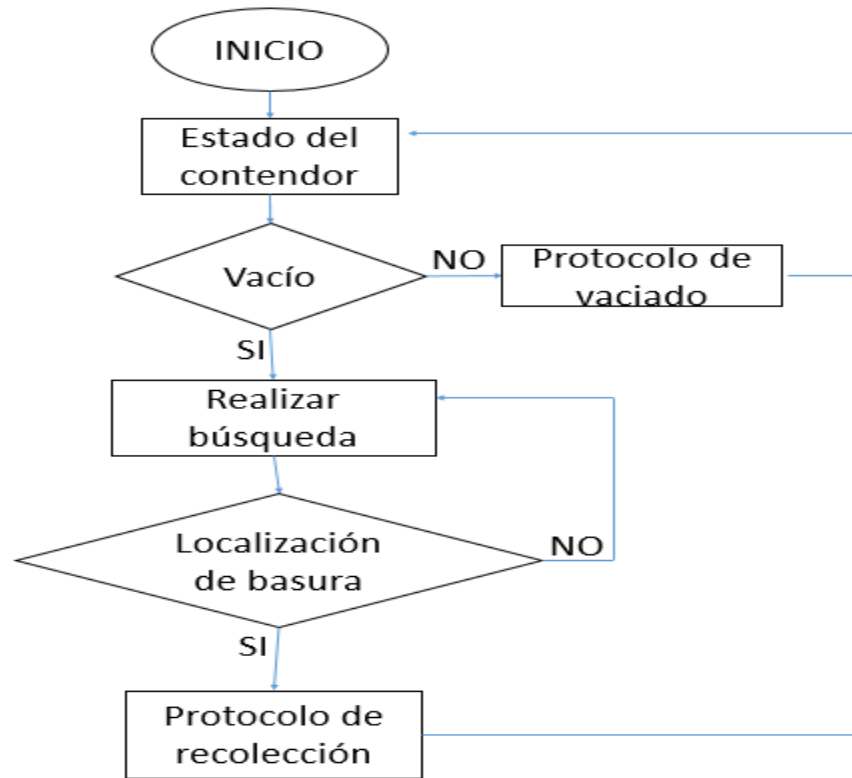 INICIO
Estado del
contendor
Vacío
NO
Protocolo de
vaciado
SI
Realizar
búsqueda
Localización
de basura
NO
SI
Protocolo de
recolección